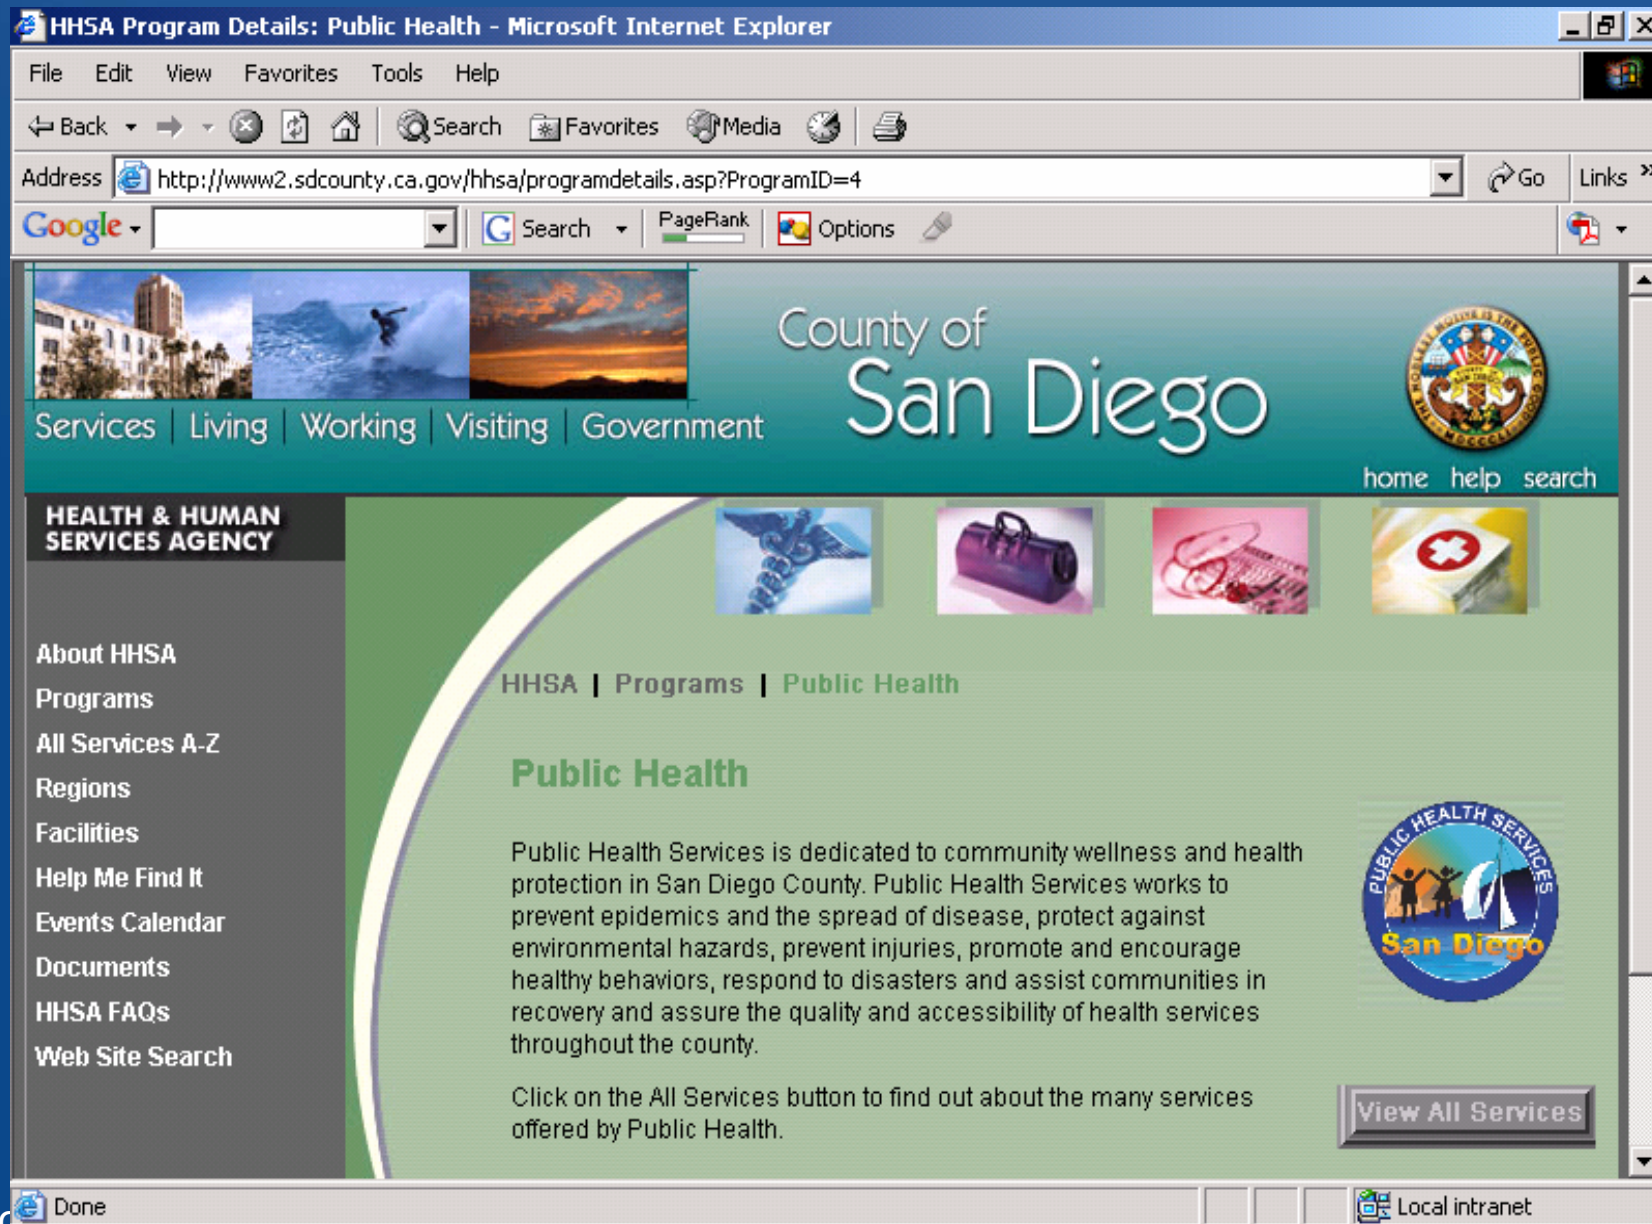 HHSA Program Details: Public Health - Microsoft Internet Explorer
File Edit View Favorites Tools Help
Back Search Favorites Media
Address http://www2.sdcounty.ca.gov/hhsa/programdetails.asp?ProgramID=4 Go Links »
Google Search PageRank Options
County of
San Diego
Services | Living | Working | Visiting | Government
home help search
HEALTH & HUMAN
SERVICES AGENCY
About HHSA
Programs
All Services A-Z
Regions
Facilities
Help Me Find It
Events Calendar
Documents
HHSA FAQs
Web Site Search
HHSA | Programs | Public Health
Public Health
Public Health Services is dedicated to community wellness and health
protection in San Diego County. Public Health Services works to
prevent epidemics and the spread of disease, protect against
environmental hazards, prevent injuries, promote and encourage
healthy behaviors, respond to disasters and assist communities in
recovery and assure the quality and accessibility of health services
throughout the county.
Click on the All Services button to find out about the many services
offered by Public Health.
PUBLIC HEALTH SERVICES
San Diego
View All Services
Done
Local intranet